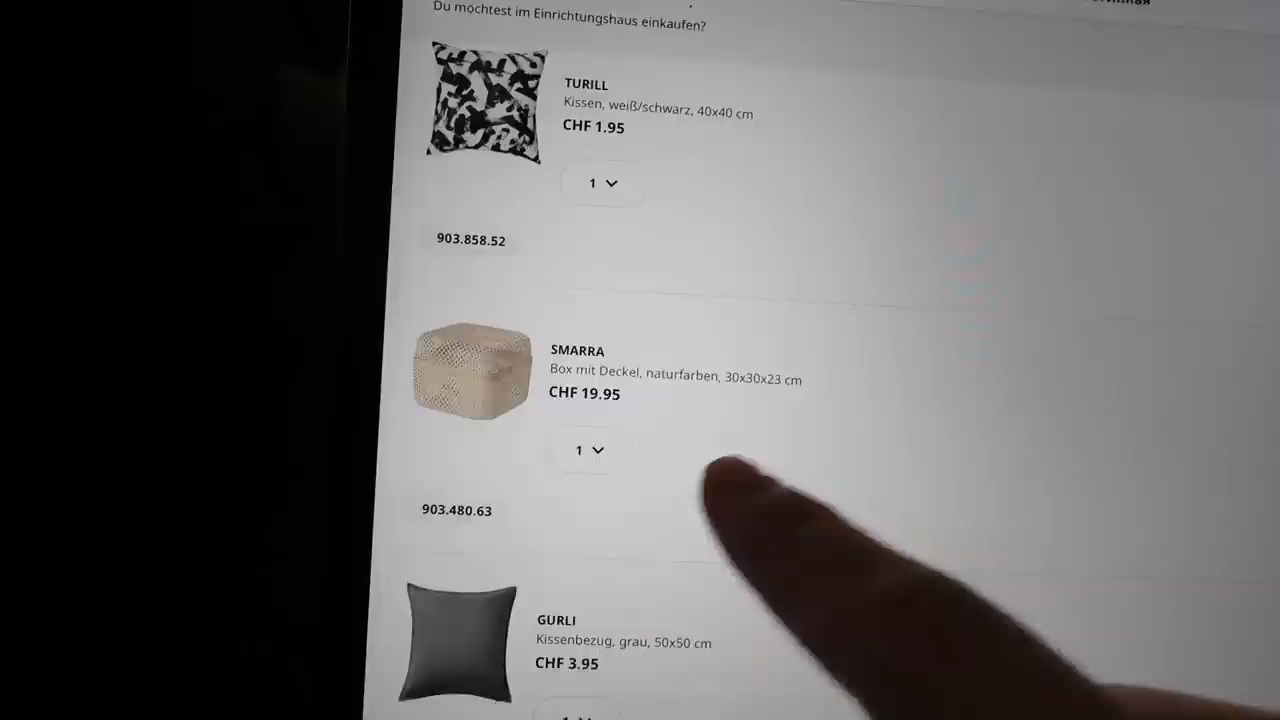 Du möchtest im Einrichtungshaus einkaufen?
TURILL
Kissen, weiß/schwarz, 40x40 cm
CHF 1.95
1
903.858.52
SMARRA
Box mit Deckel, naturfarben, 30x30x23 cm
CHF 19.95
1
903.480.63
GURLI
Kissenbezug, grau, 50x50 cm
CHF 3.95